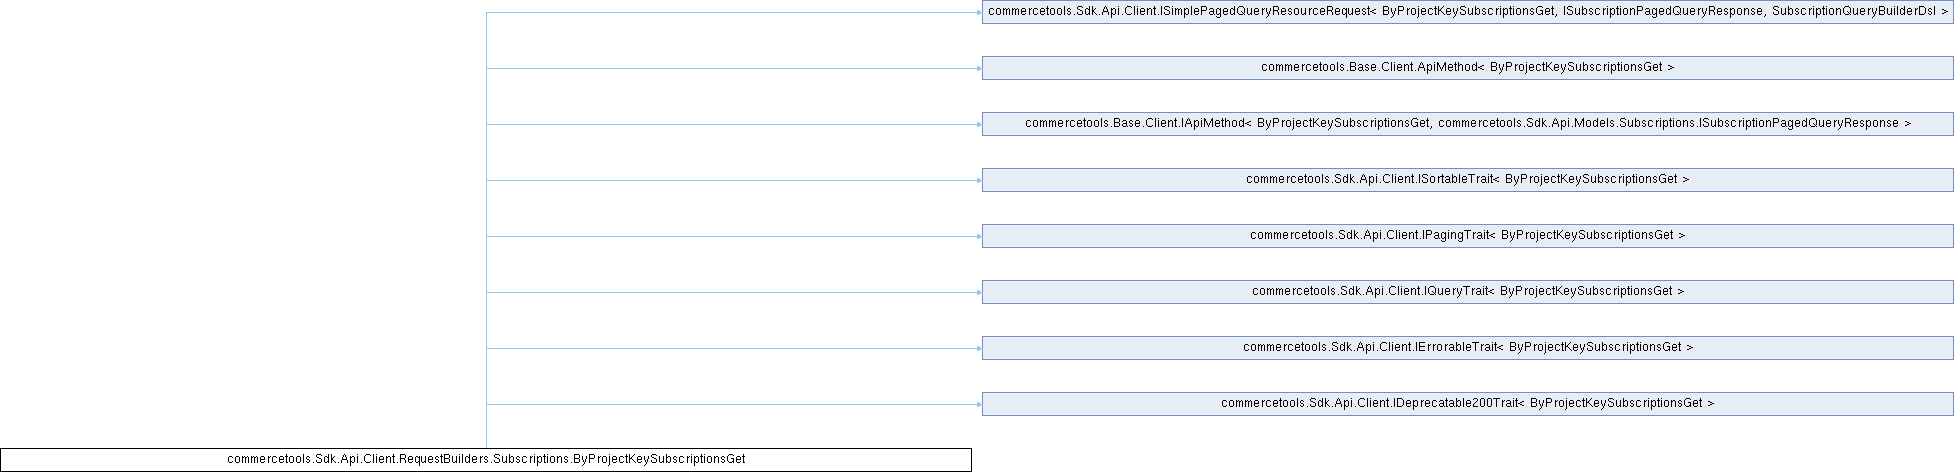 commercetools.Sdk.Api.Client.ISimplePagedQueryResourceRequest< ByProjectKeySubscriptionsGet, ISubscriptionPagedQueryResponse, SubscriptionQueryBuilderDsl >
commercetools.Base.Client.ApiMethod< ByProjectKeySubscriptionsGet >
commercetools.Base.Client.IApiMethod< ByProjectKeySubscriptionsGet, commercetools.Sdk.Api.Models.Subscriptions.ISubscriptionPagedQueryResponse >
commercetools.Sdk.Api.Client.ISortableTrait< ByProjectKeySubscriptionsGet >
commercetools.Sdk.Api.Client.IPagingTrait< ByProjectKeySubscriptionsGet >
commercetools.Sdk.Api.Client.IQueryTrait< ByProjectKeySubscriptionsGet >
commercetools.Sdk.Api.Client.IErrorableTrait< ByProjectKeySubscriptionsGet >
commercetools.Sdk.Api.Client.IDeprecatable200Trait< ByProjectKeySubscriptionsGet >
commercetools.Sdk.Api.Client.RequestBuilders.Subscriptions.ByProjectKeySubscriptionsGet